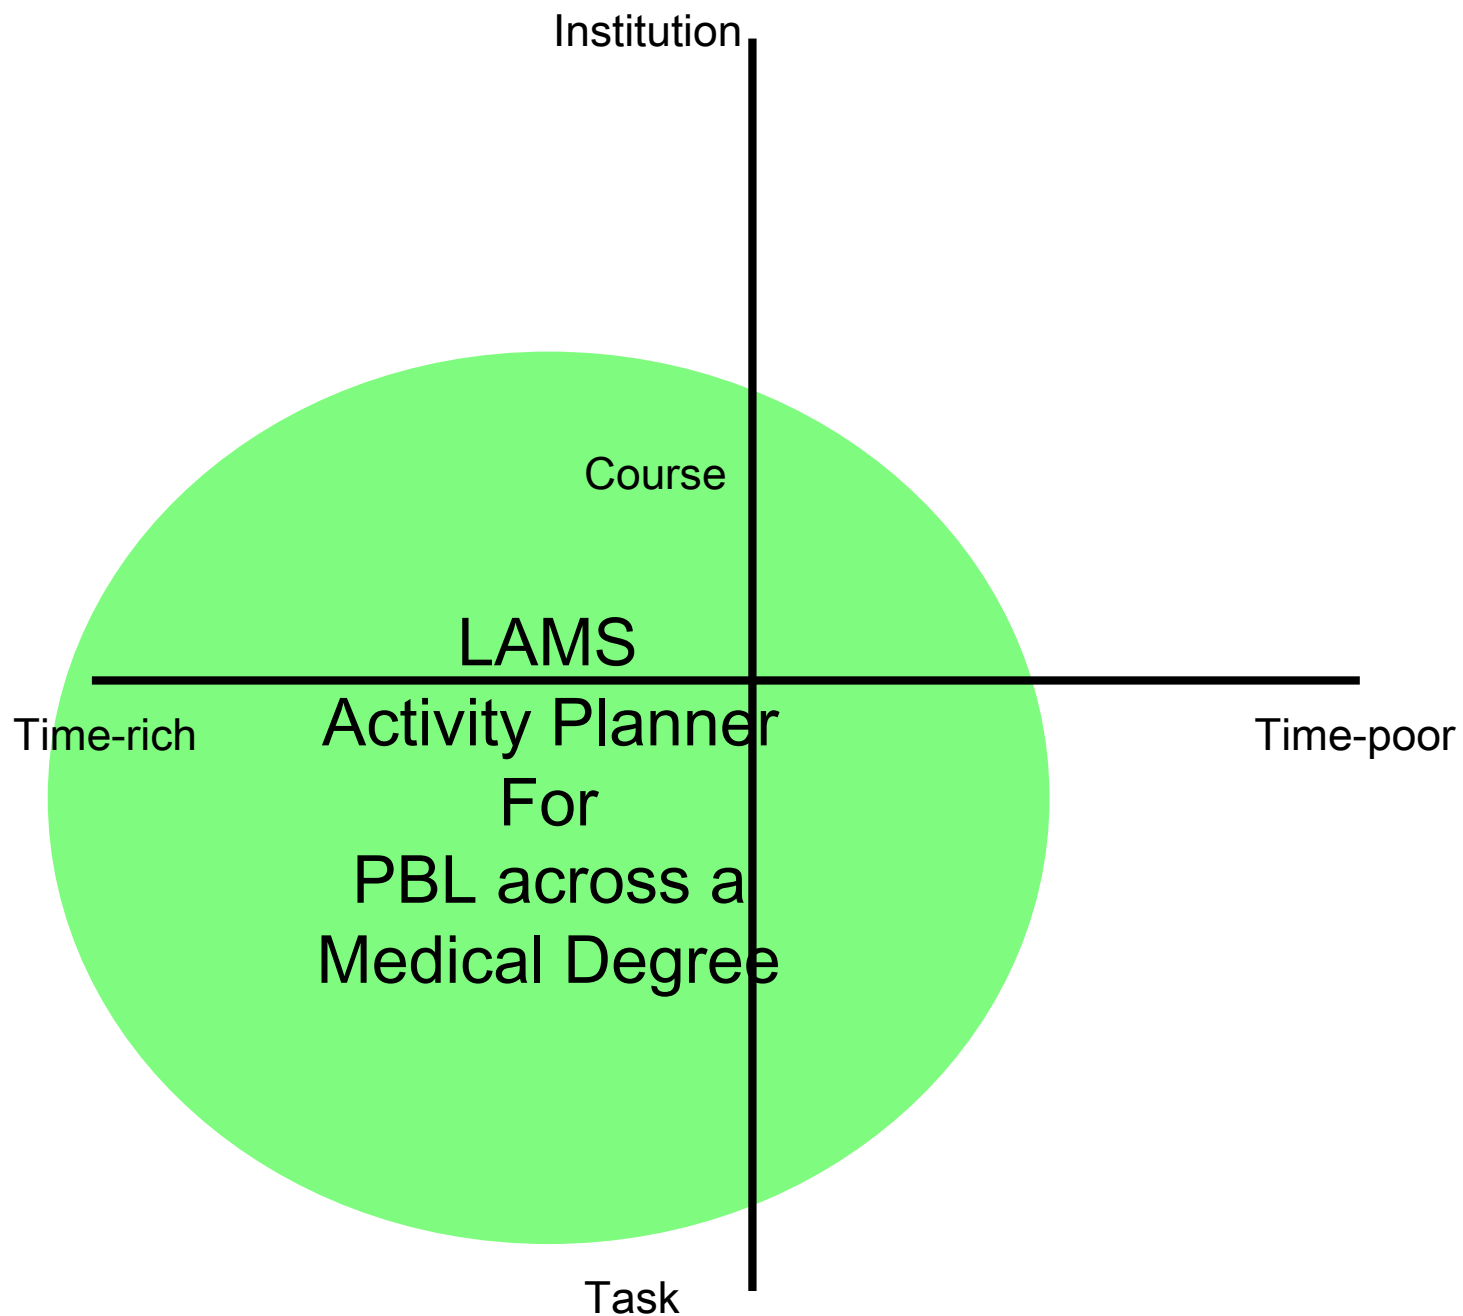 Institution
Course
LAMS
Activity Planner
Time-rich
Time-poor
For
PBL across a
Medical Degree
Task